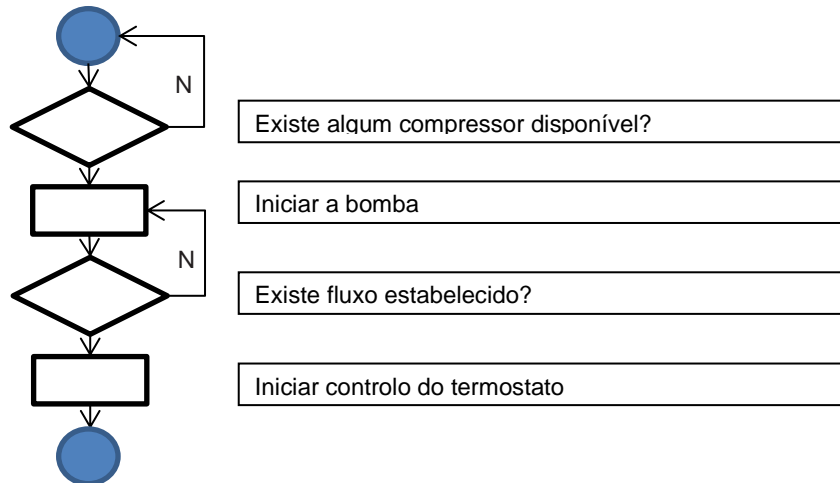 N
Existe algum compressor disponível?
Iniciar a bomba
N
Existe fluxo estabelecido?
Iniciar controlo do termostato